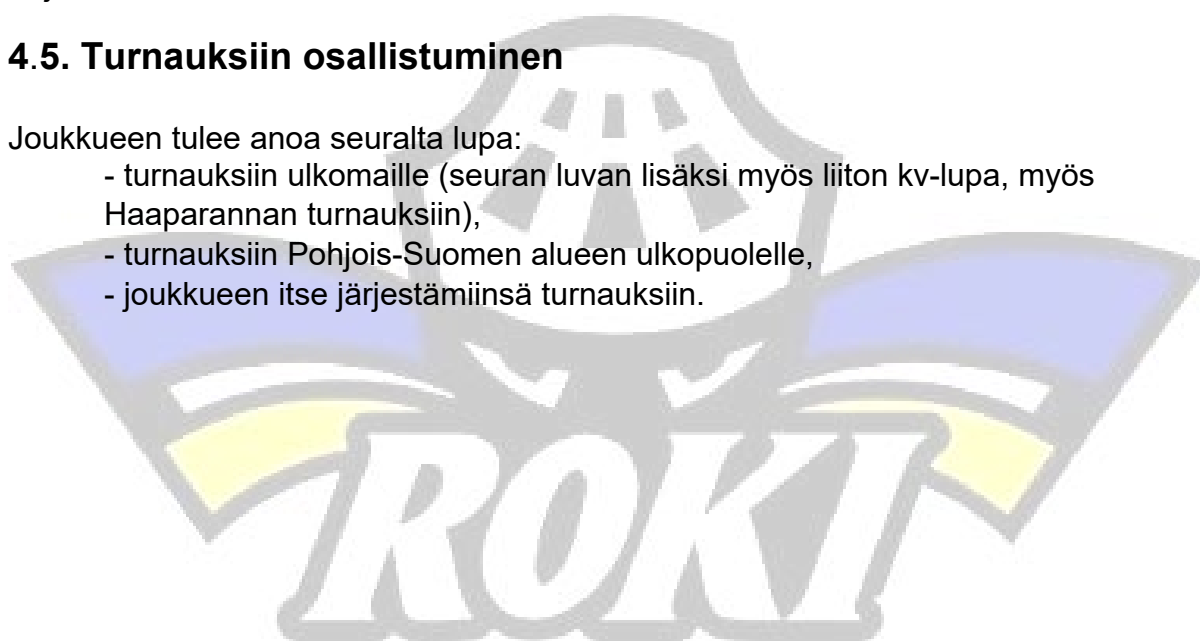 4.5. Turnauksiin osallistuminen
Joukkueen tulee anoa seuralta lupa:
- turnauksiin ulkomaille (seuran luvan lisäksi myös liiton kv-lupa, myös
Haaparannan turnauksiin),
- turnauksiin Pohjois-Suomen alueen ulkopuolelle,
- joukkueen itse järjestämiinsä turnauksiin.
ROKI